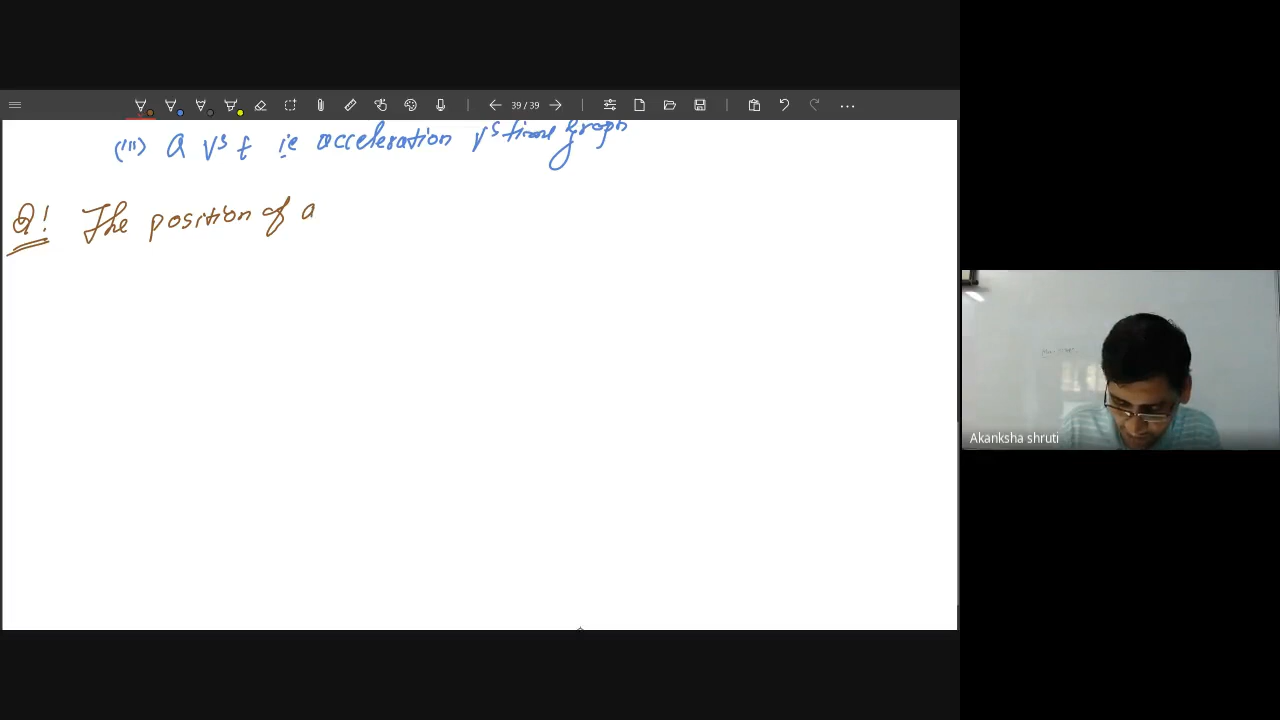 39 / 39
(iii) a vs t ie acceleration vs time graph
Q! The position of a
Akanksha shruti